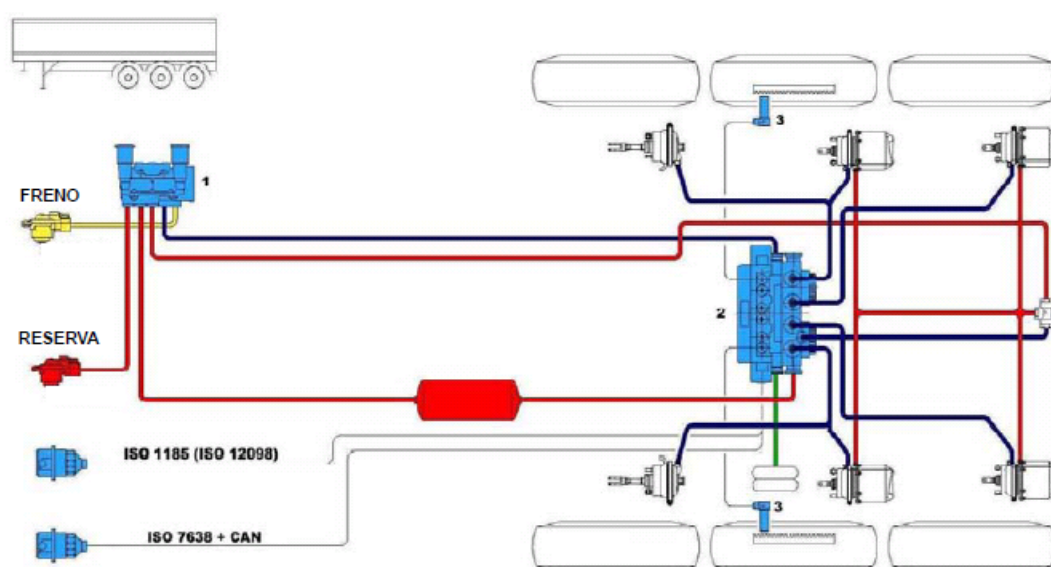 3
1
FRENO
2
RESERVA
ISO 1185 (ISO 12098)
3
ISO 7638 + CAN